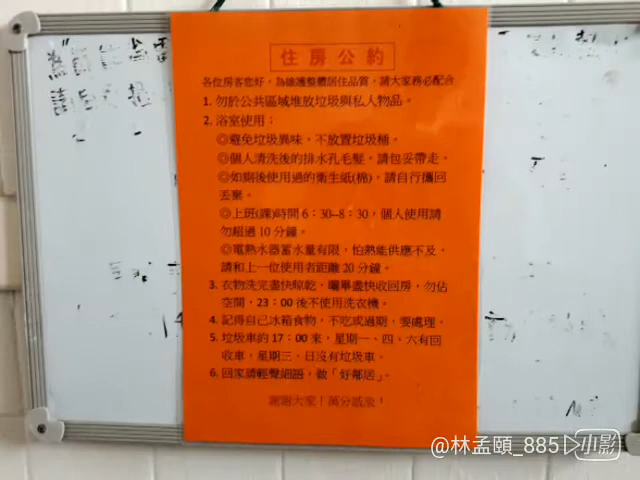 住房公約
各位房客您好，為維護整體居住品質，請大家務必配合
1. 勿於公共區域堆放垃圾與私人物品。
2. 浴室使用：
◎避免垃圾異味，不放置垃圾桶。
◎個人清洗後的排水孔毛髮，請包妥帶走。
◎如廁後使用過的衛生紙(棉)，請自行攜回
丟棄。
◎上班(課)時間 6：30–8：30，個人使用請
勿超過 10 分鐘。
◎電熱水器蓄水量有限，怕熱能供應不及，
請和上一位使用者距離 20 分鐘。
3. 衣物洗完盡快晾乾，曬畢盡快收回房，勿佔
空間，23：00 後不使用洗衣機。
4. 記得自己冰箱食物，不吃或過期，要處理。
5. 垃圾車約 17：00 來，星期一、四、六有回
收車，星期三、日沒有垃圾車。
6. 回家請輕聲細語，做「好鄰居」。
謝謝大家！萬分感激！
@林孟頤_885
小影